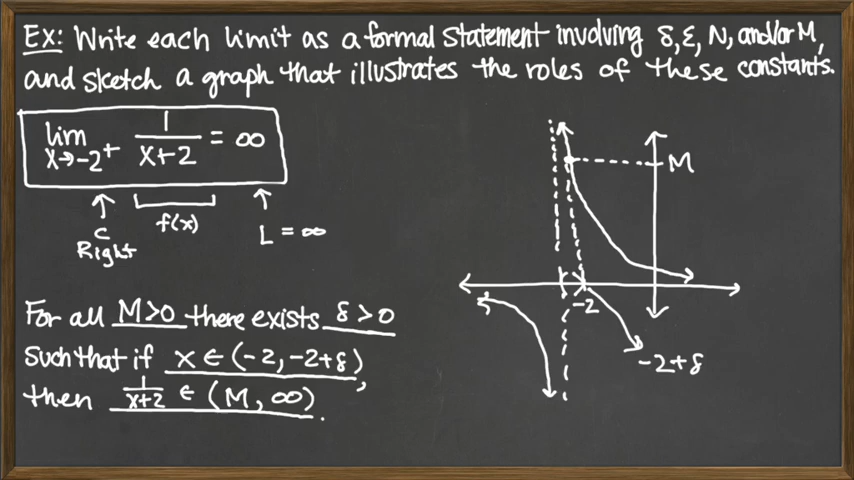 Ex: Write each limit as a formal statement involving δ, ε, N, and/or M,
and sketch a graph that illustrates the roles of these constants.
lim x→-2⁺ 1/(x+2) = ∞
c
Right
f(x)
L = ∞
For all M>0 there exists δ>0
Such that if x ∈ (-2, -2+δ),
then 1/(x+2) ∈ (M, ∞).
M
-2
-2+δ